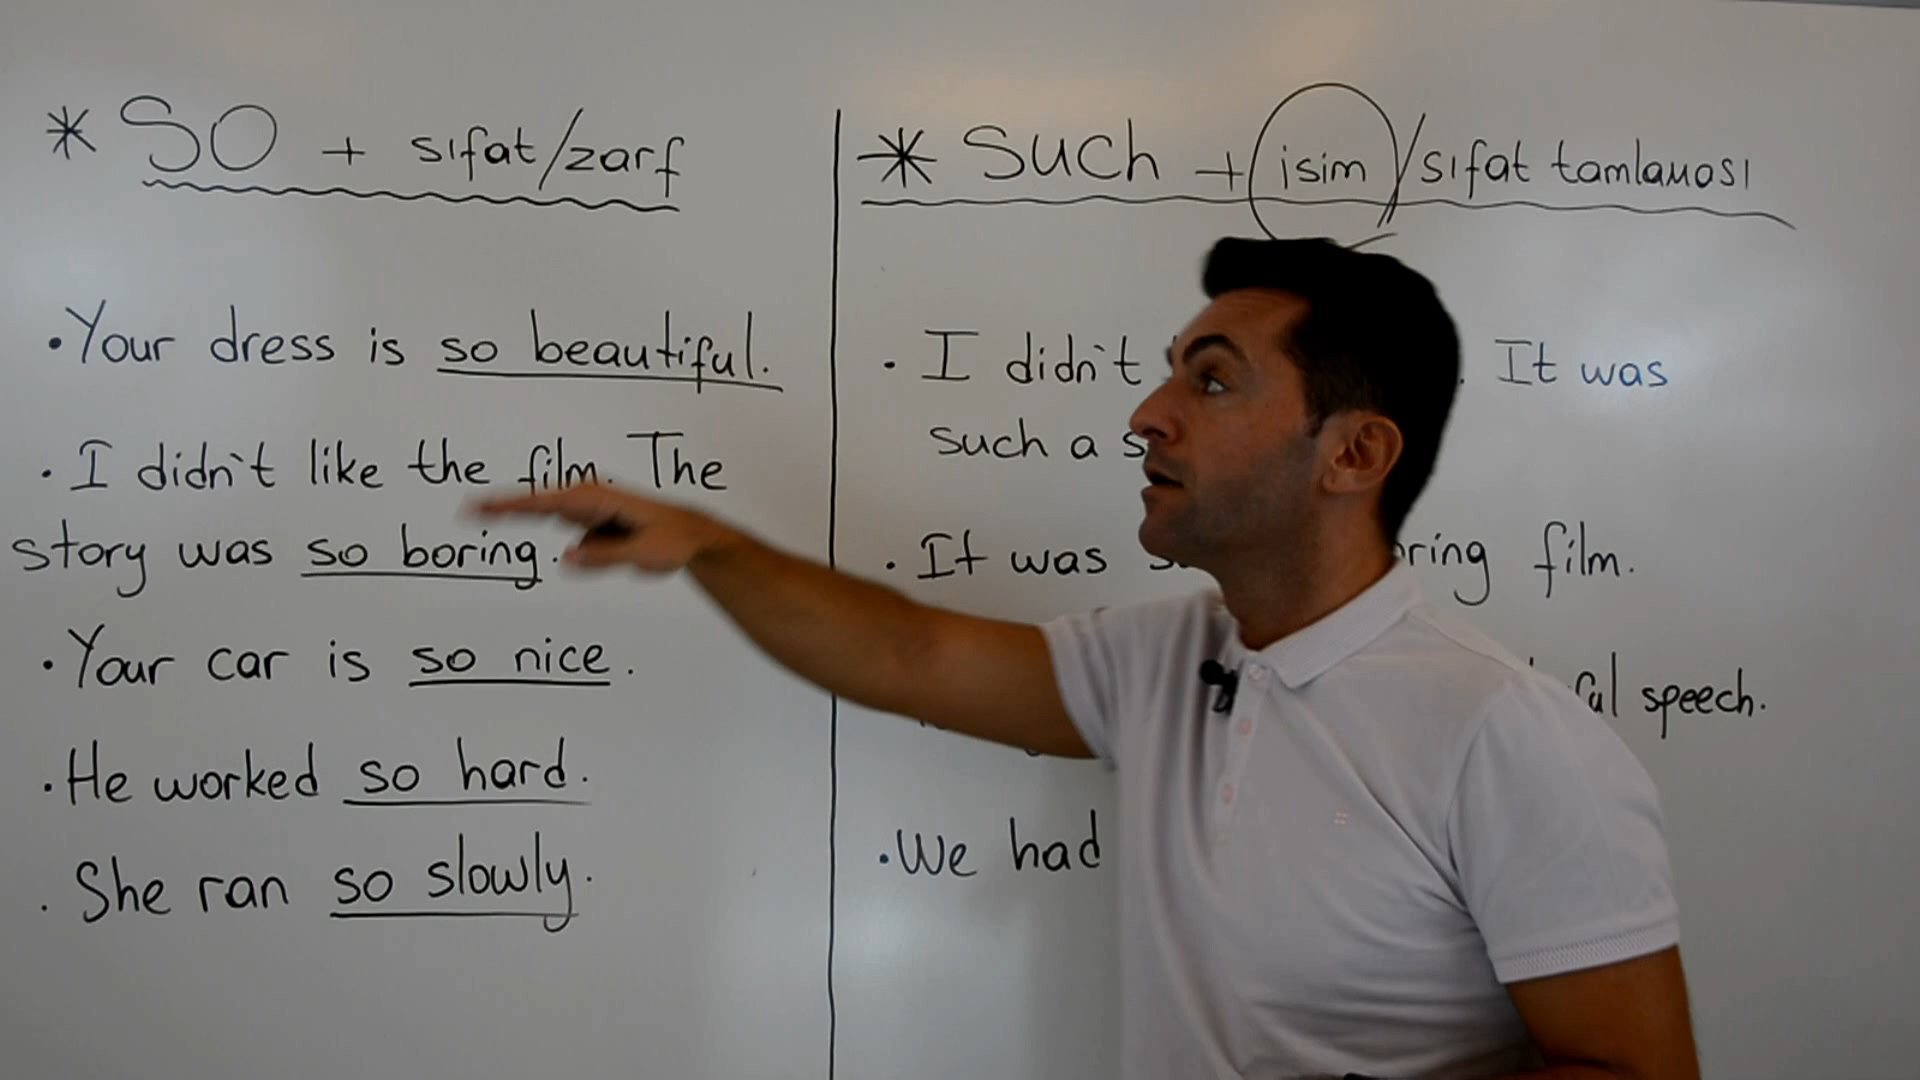 * SO + sıfat/zarf
• Your dress is so beautiful.
• I didn't like the film. The
story was so boring.
• Your car is so nice.
• He worked so hard.
• She ran so slowly.
* Such + isim/sıfat tamlaması
• I didn't . It was
such a
• It was film.
speech.
• We had